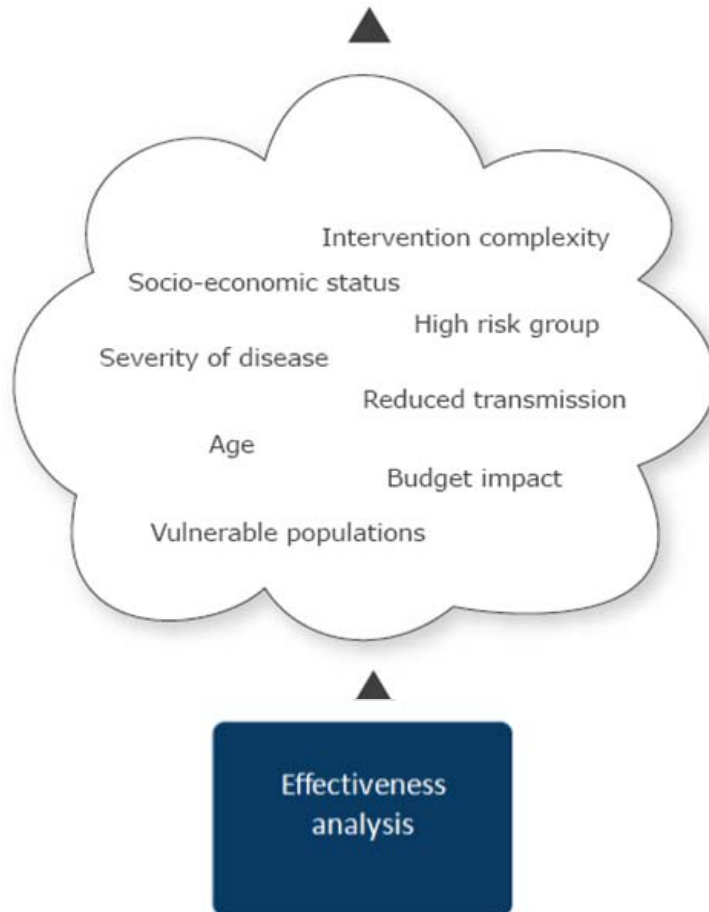 Intervention complexity
Socio-economic status
High risk group
Severity of disease
Reduced transmission
Age
Budget impact
Vulnerable populations
Effectiveness
analysis